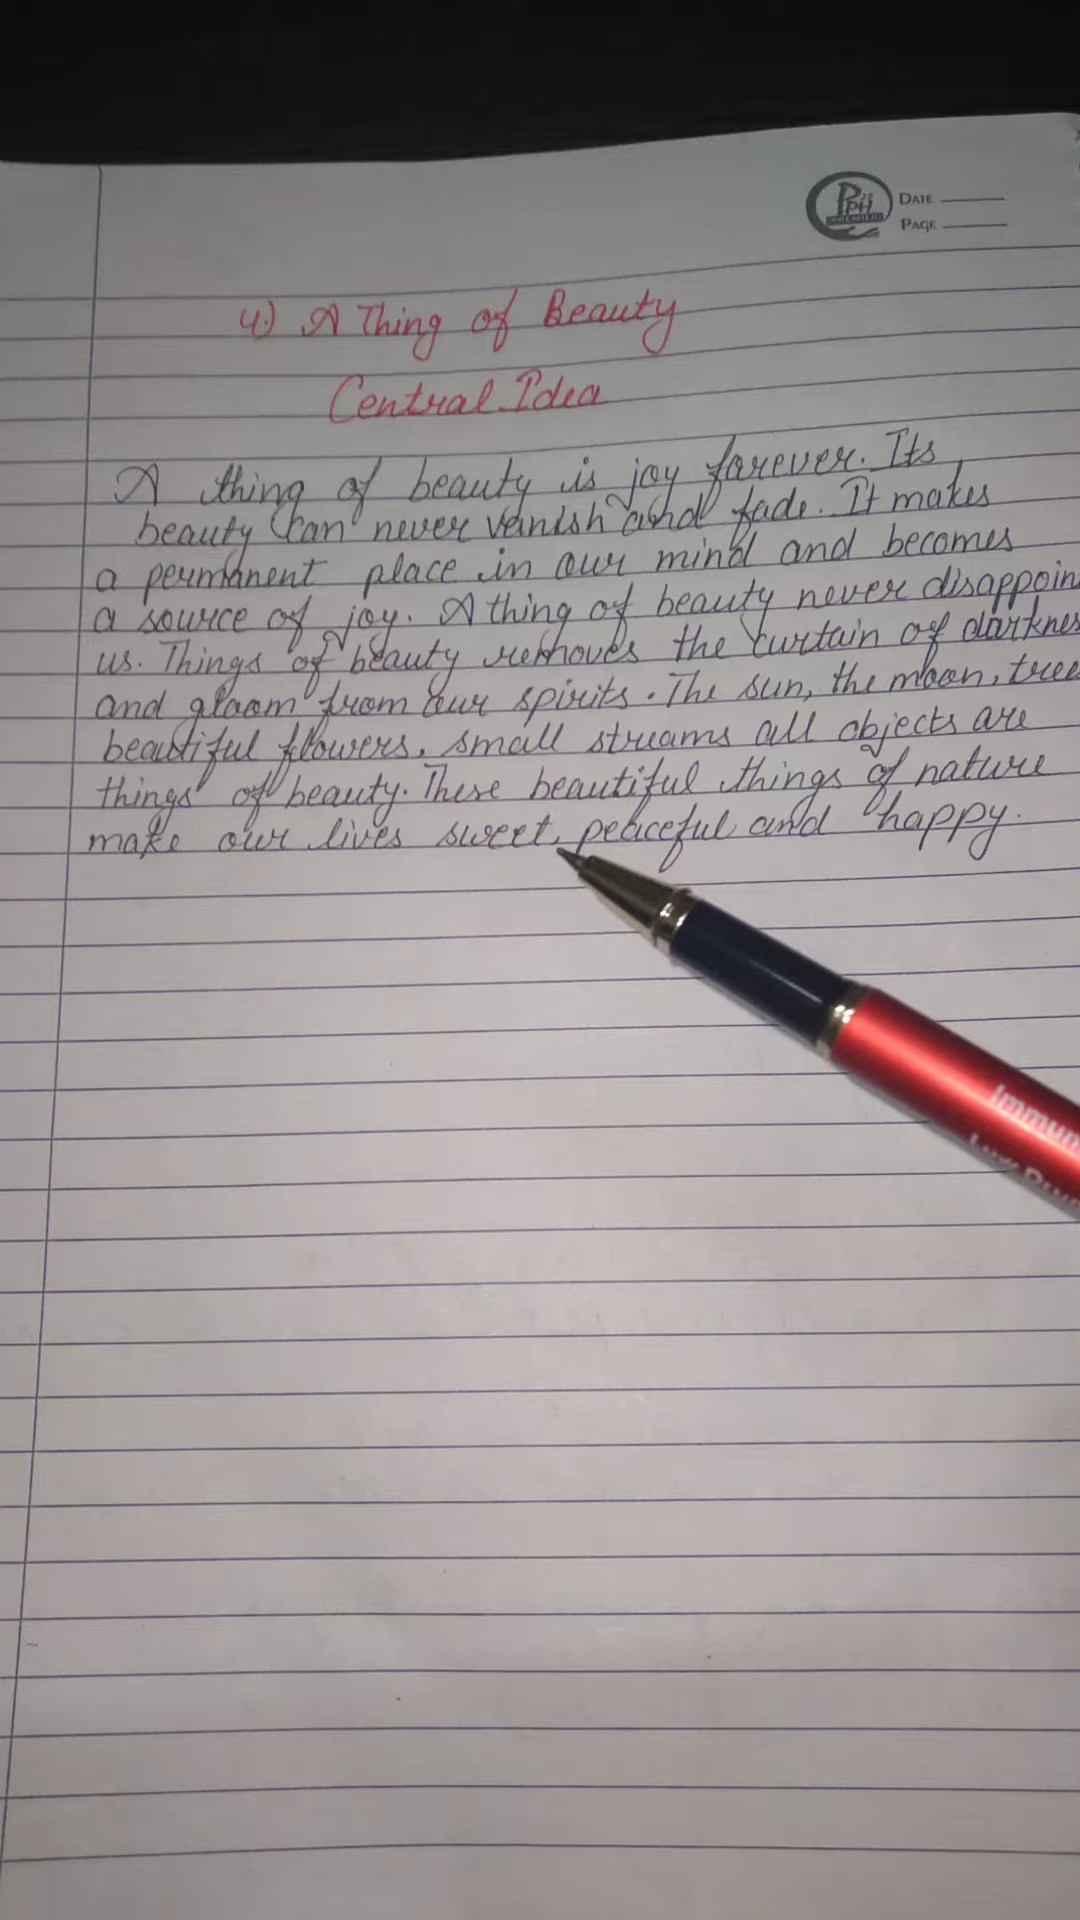 PPH
DATE
PAGE
4.) A Thing of Beauty
Central Idea
A thing of beauty is joy forever. Its
beauty can never vanish and fade. It makes
a permanent place in our mind and becomes
a source of joy. A thing of beauty never disappoin
us. Things of beauty removes the curtain of darknes
and gloom from our spirits. The sun, the moon, tree
beautiful flowers, small streams all objects are
things of beauty. These beautiful things of nature
make our lives sweet, peaceful and happy.
Immun